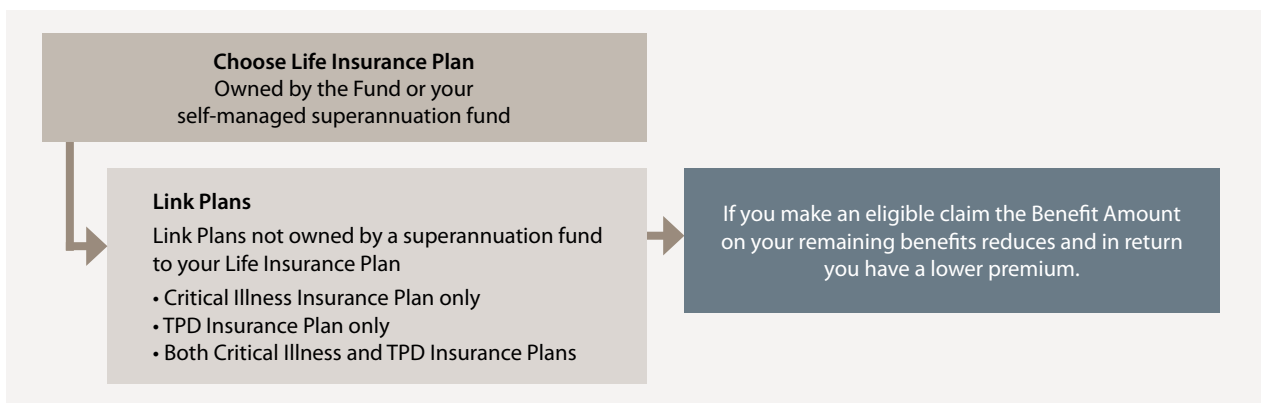 Choose Life Insurance Plan
Owned by the Fund or your
self-managed superannuation fund
Link Plans
Link Plans not owned by a superannuation fund
to your Life Insurance Plan
• Critical Illness Insurance Plan only
• TPD Insurance Plan only
• Both Critical Illness and TPD Insurance Plans
If you make an eligible claim the Benefit Amount
on your remaining benefits reduces and in return
you have a lower premium.